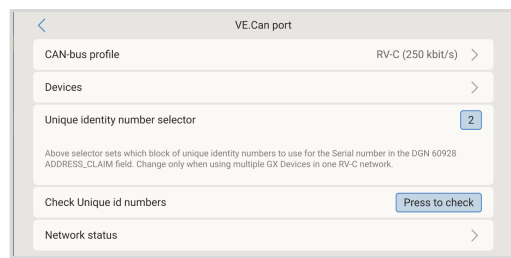 VE.Can port
CAN-bus profile RV-C (250 kbit/s)
Devices
Unique identity number selector 2
Above selector sets which block of unique identity numbers to use for the Serial number in the DGN 60928
ADDRESS_CLAIM field. Change only when using multiple GX Devices in one RV-C network.
Check Unique id numbers Press to check
Network status